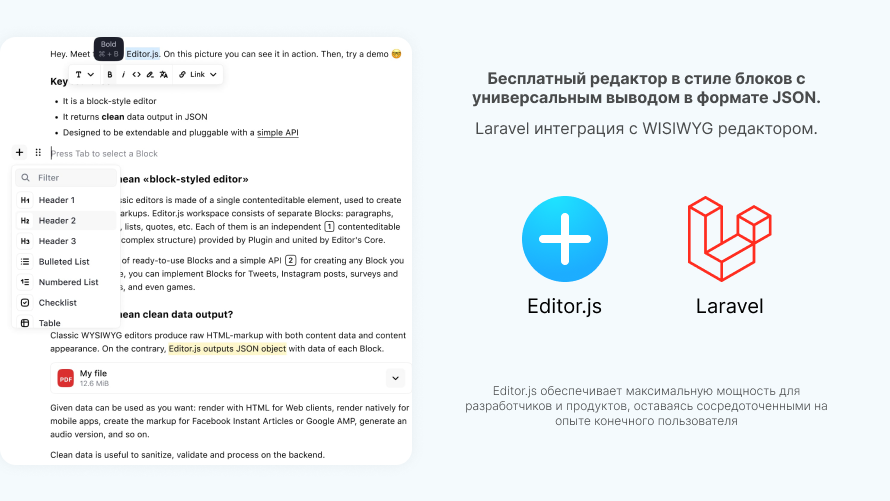 Bold
⌘ + B
Hey. Meet Editor.js. On this picture you can see it in action. Then, try a demo 🤓
T B i <> Link
Key
• It is a block-style editor
• It returns clean data output in JSON
• Designed to be extendable and pluggable with a simple API
Press Tab to select a Block
Filter
H1 Header 1
H2 Header 2
H3 Header 3
Bulleted List
Numbered List
Checklist
Table
ean «block-styled editor»
ssic editors is made of a single contenteditable element, used to create
arkups. Editor.js workspace consists of separate Blocks: paragraphs,
, lists, quotes, etc. Each of them is an independent 1 contenteditable
complex structure) provided by Plugin and united by Editor's Core.
of ready-to-use Blocks and a simple API 2 for creating any Block you
e, you can implement Blocks for Tweets, Instagram posts, surveys and
s, and even games.
ean clean data output?
Classic WYSIWYG editors produce raw HTML-markup with both content data and content
appearance. On the contrary, Editor.js outputs JSON object with data of each Block.
PDF
My file
12.6 MiB
Given data can be used as you want: render with HTML for Web clients, render natively for
mobile apps, create the markup for Facebook Instant Articles or Google AMP, generate an
audio version, and so on.
Clean data is useful to sanitize, validate and process on the backend.
Бесплатный редактор в стиле блоков с
универсальным выводом в формате JSON.
Laravel интеграция с WISIWYG редактором.
Editor.js
Laravel
Editor.js обеспечивает максимальную мощность для
разработчиков и продуктов, оставаясь сосредоточенными на
опыте конечного пользователя